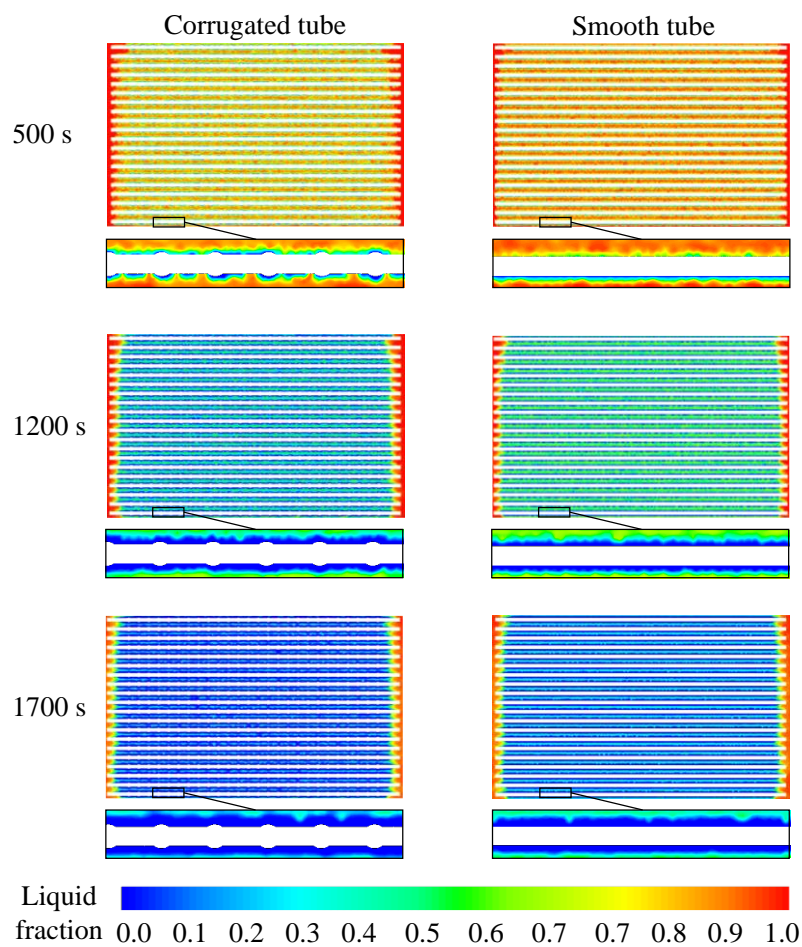 Corrugated tube Smooth tube
500 s
1200 s
1700 s
Liquid
fraction
0.0 0.1 0.2 0.3 0.4 0.5 0.6 0.7 0.7 0.8 0.9 1.0